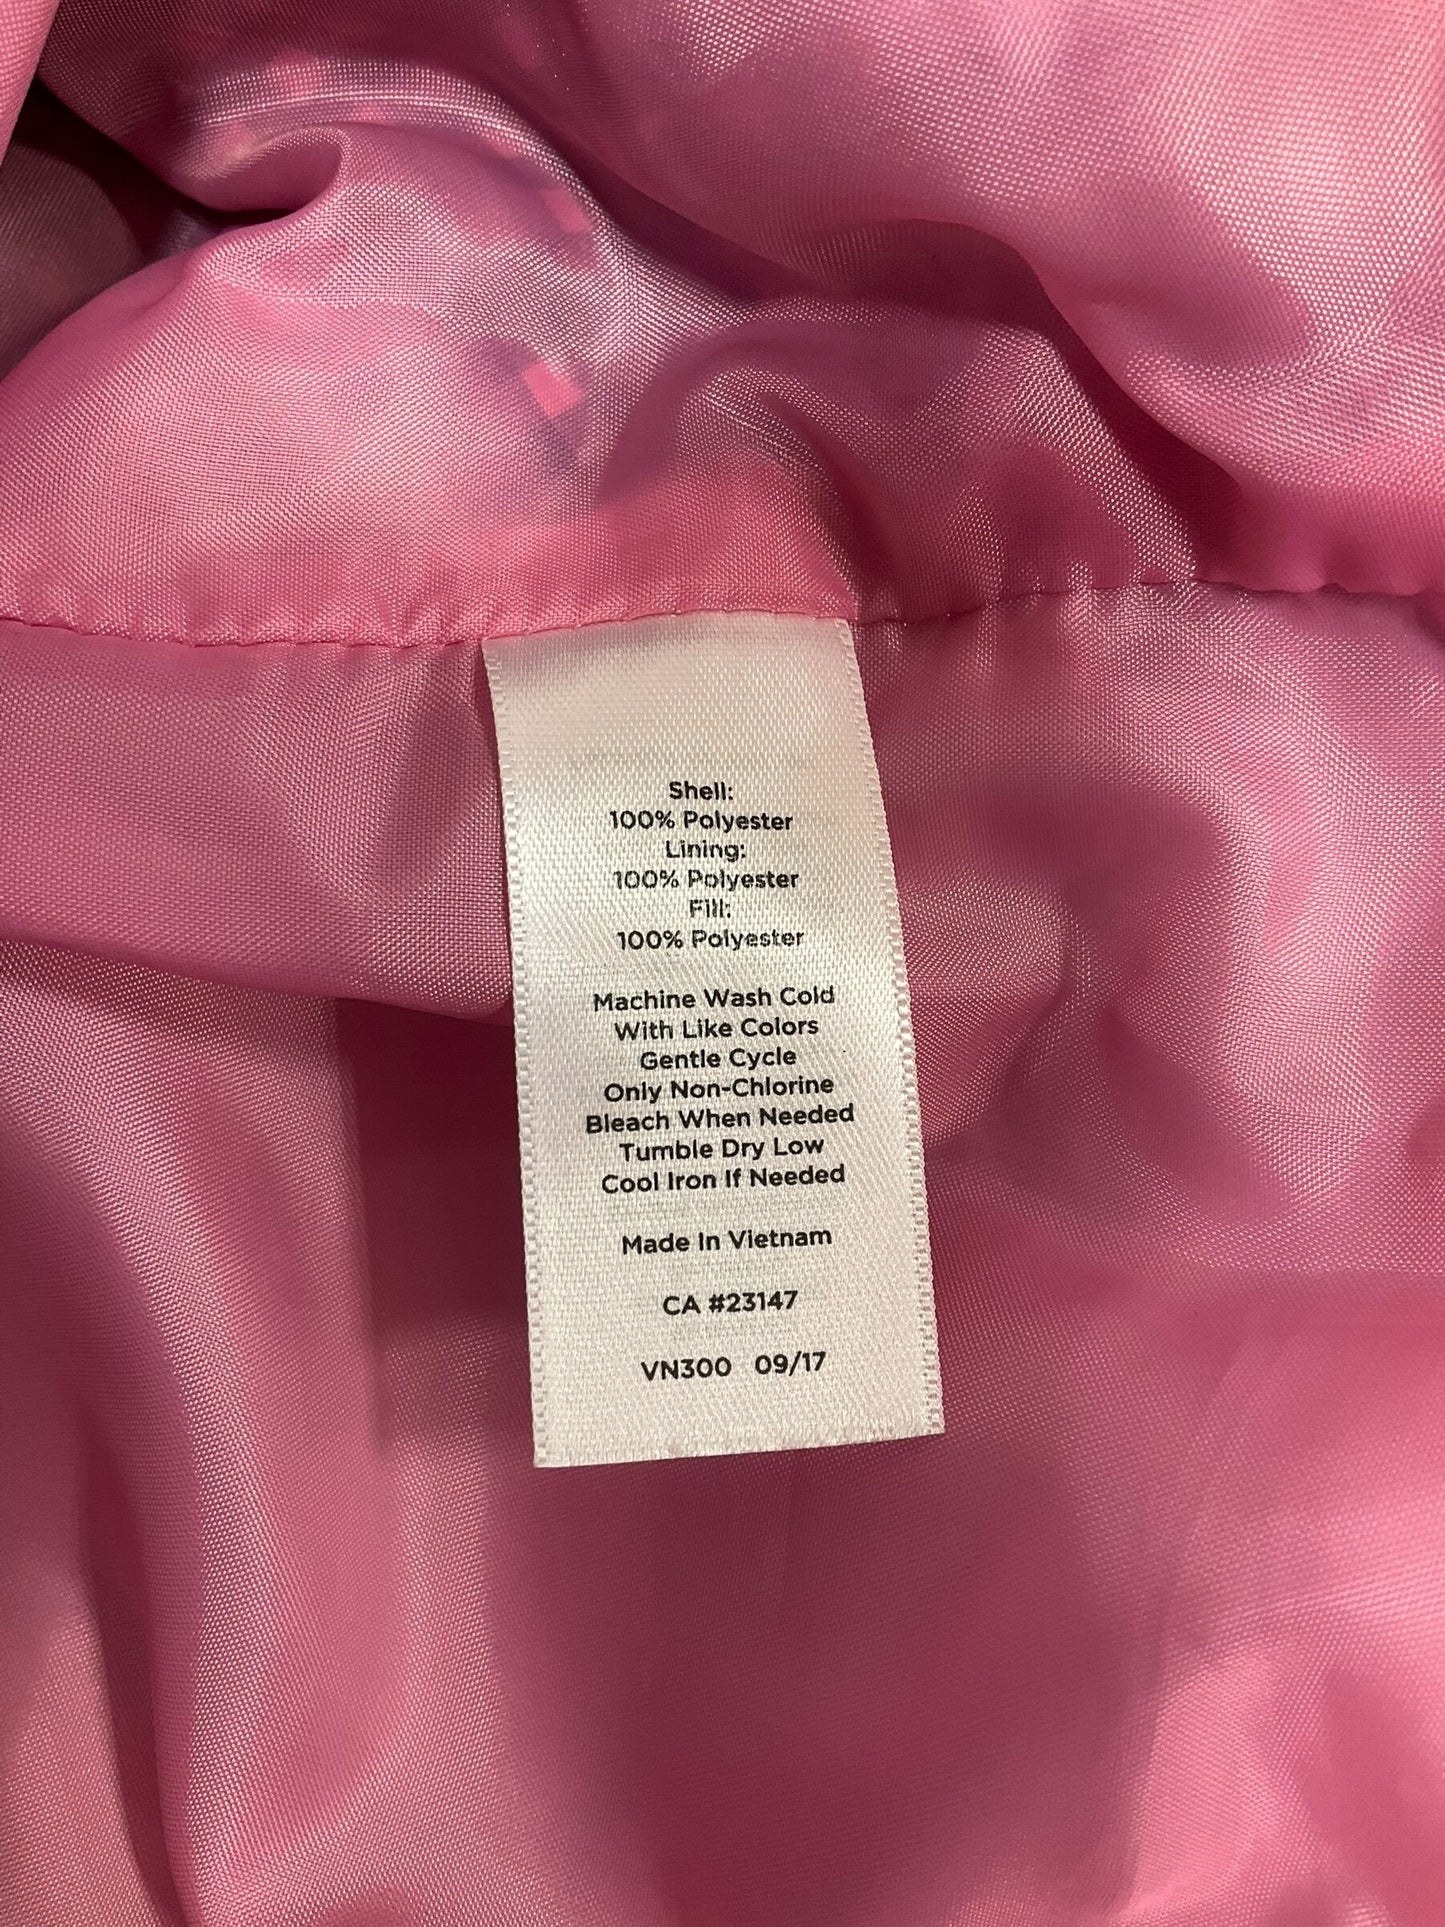 Shell:
100% Polyester
Lining:
100% Polyester
Fill:
100% Polyester
Machine Wash Cold
With Like Colors
Gentle Cycle
Only Non-Chlorine
Bleach When Needed
Tumble Dry Low
Cool Iron If Needed
Made In Vietnam
CA #23147
VN300 09/17